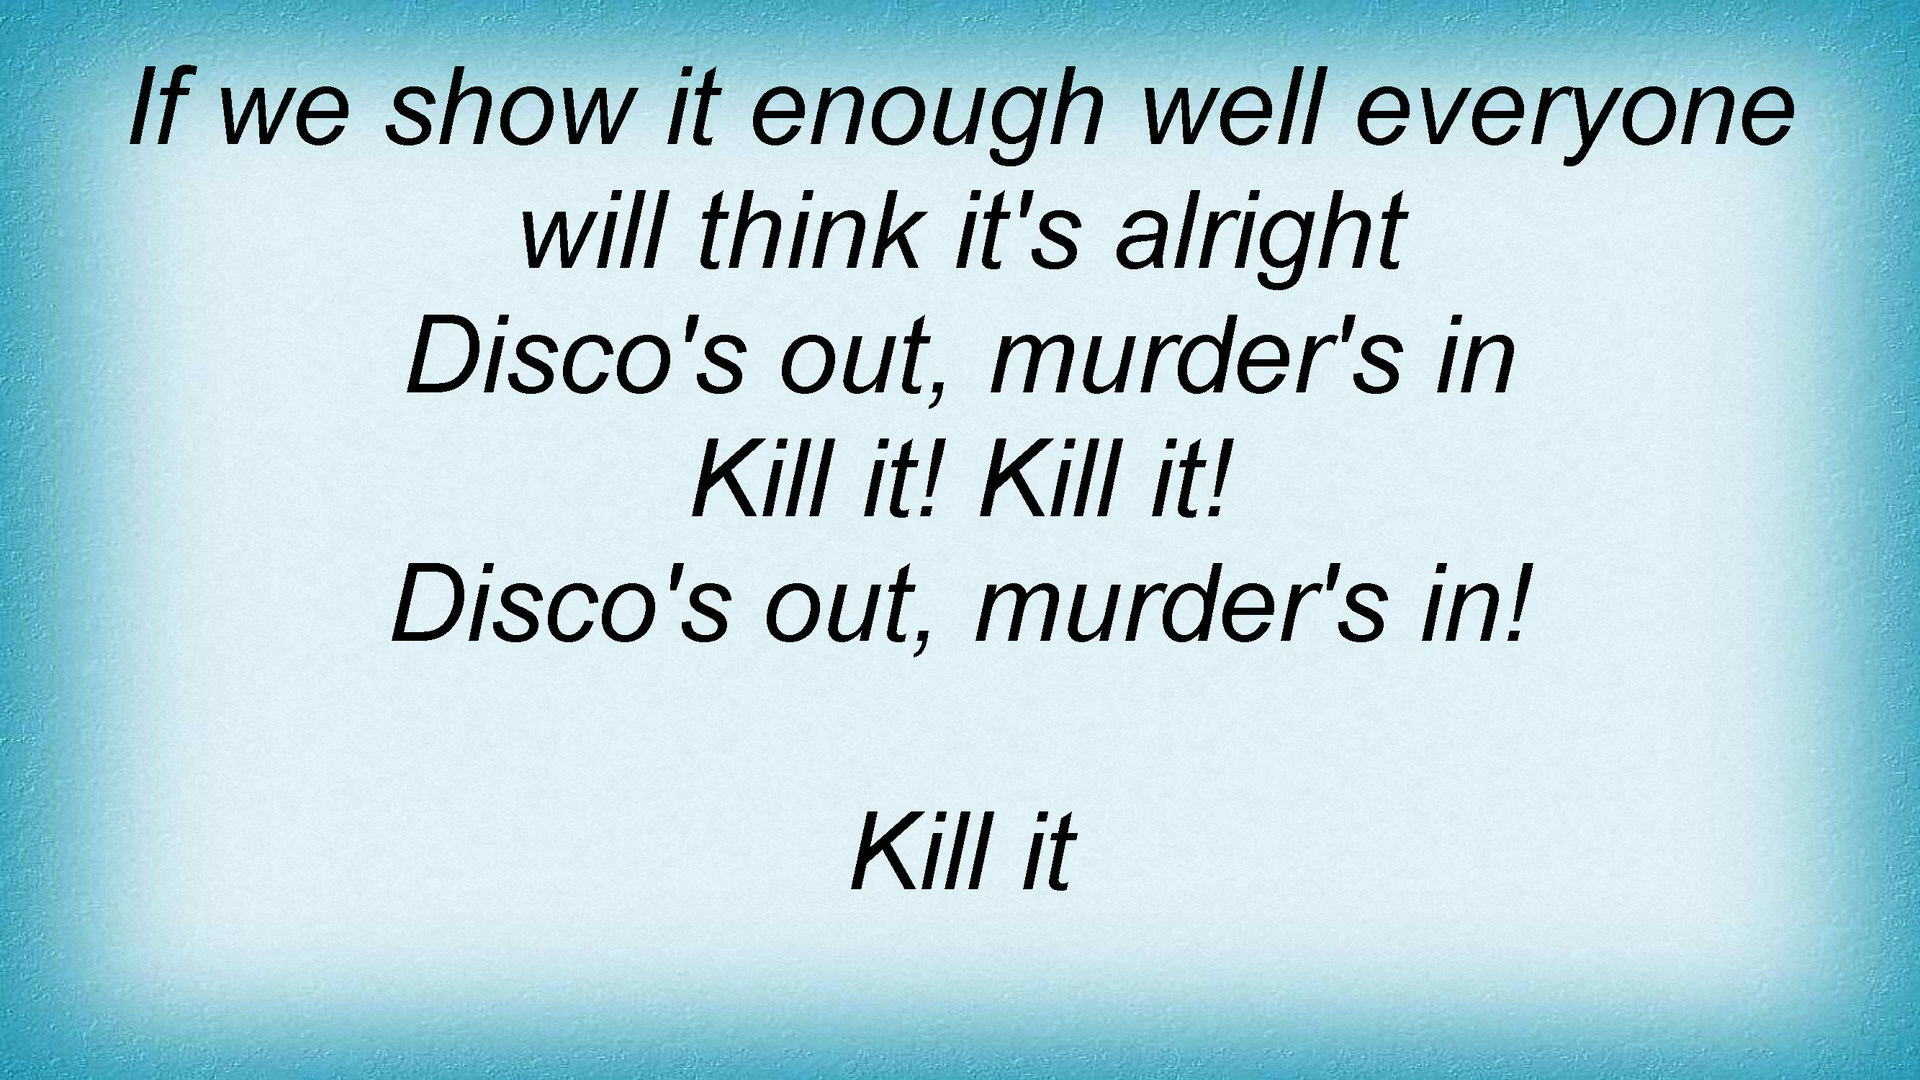 If we show it enough well everyone
will think it's alright
Disco's out, murder's in
Kill it! Kill it!
Disco's out, murder's in!
Kill it